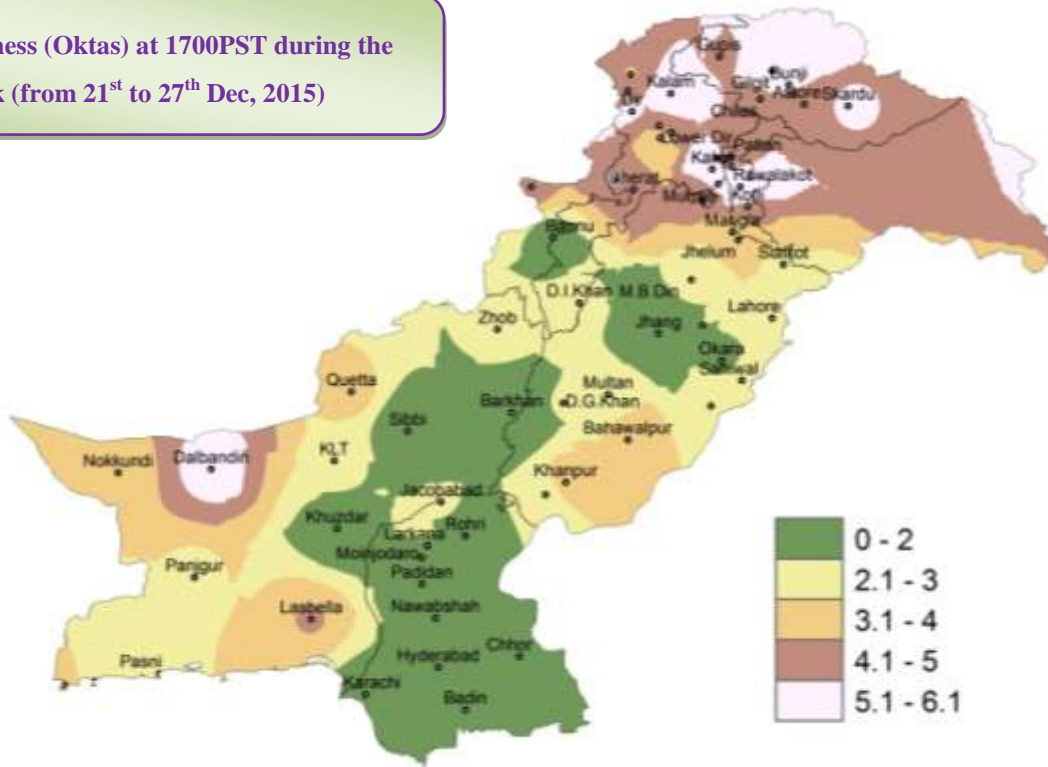 ness (Oktas) at 1700PST during the
k (from 21st to 27th Dec, 2015)
Gupis
Kalam
Gilgit
Bunji
Astore
Skardu
Dir
Chilas
Lower Dir
Pattan
Kakul
Rawalakot
Cherat
Murree
Kotli
Mangla
Bannu
Jhelum
Sialkot
D.I.Khan
M.B.Din
Lahore
Zhob
Jhang
Okara
Sahiwal
Quetta
Multan
Barkhan
D.G.Khan
Sibbi
Bahawalpur
Nokkundi
Dalbandin
KLT
Khanpur
Jacobabad
Khuzdar
Rohri
Larkana
Moinjodaro
Panjgur
Padidan
Lasbella
Nawabshah
Chhor
Pasni
Hyderabad
Karachi
Badin
0 - 2
2.1 - 3
3.1 - 4
4.1 - 5
5.1 - 6.1